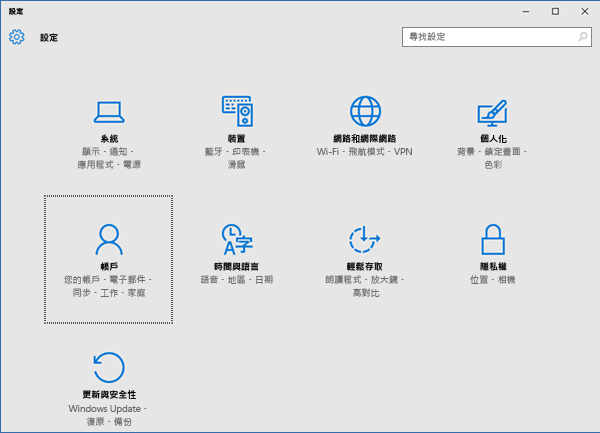 設定
設定
尋找設定
系統
顯示、通知、
應用程式、電源
裝置
藍牙、印表機、
滑鼠
網路和網際網路
Wi-Fi、飛航模式、VPN
個人化
背景、鎖定畫面、
色彩
帳戶
您的帳戶、電子郵件、
同步、工作、家庭
時間與語言
語音、地區、日期
輕鬆存取
朗讀程式、放大鏡、
高對比
隱私權
位置、相機
更新與安全性
Windows Update、
復原、備份